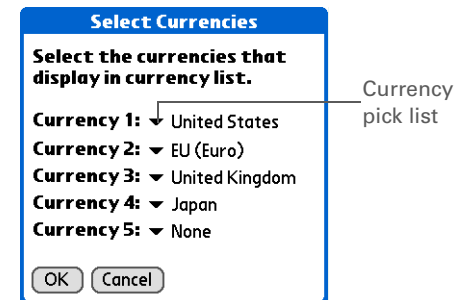 Select Currencies
Select the currencies that
display in currency list.
Currency 1: United States
Currency 2: EU (Euro)
Currency 3: United Kingdom
Currency 4: Japan
Currency 5: None
OK Cancel
Currency
pick list